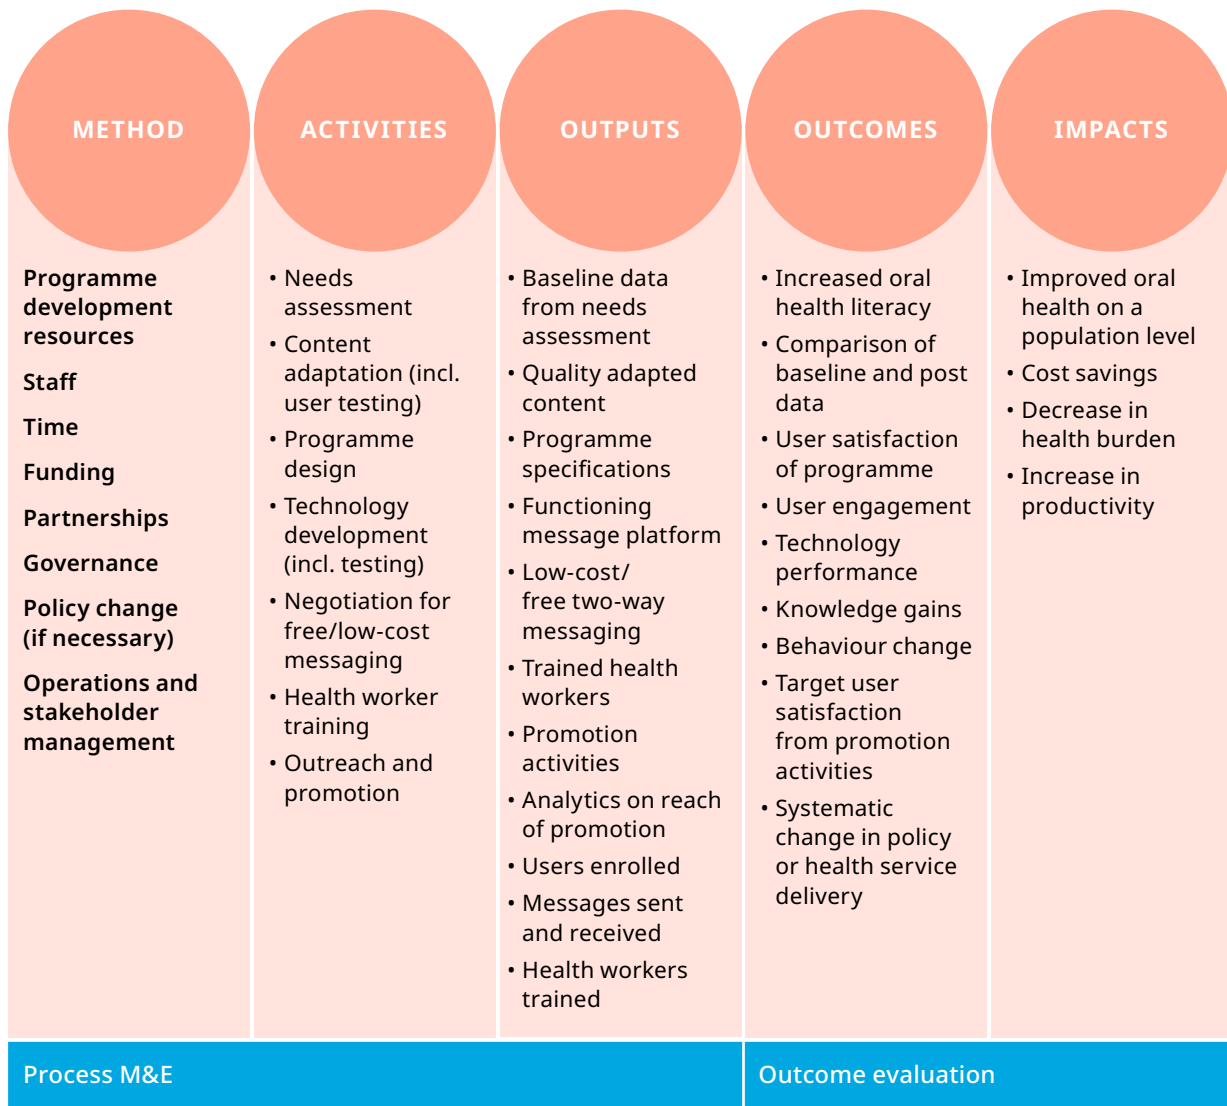 METHOD
Programme
development
resources
Staff
Time
Funding
Partnerships
Governance
Policy change
(if necessary)
Operations and
stakeholder
management
ACTIVITIES
• Needs
assessment
• Content
adaptation (incl.
user testing)
• Programme
design
• Technology
development
(incl. testing)
• Negotiation for
free/low-cost
messaging
• Health worker
training
• Outreach and
promotion
OUTPUTS
• Baseline data
from needs
assessment
• Quality adapted
content
• Programme
specifications
• Functioning
message platform
• Low-cost/
free two-way
messaging
• Trained health
workers
• Promotion
activities
• Analytics on reach
of promotion
• Users enrolled
• Messages sent
and received
• Health workers
trained
OUTCOMES
• Increased oral
health literacy
• Comparison of
baseline and post
data
• User satisfaction
of programme
• User engagement
• Technology
performance
• Knowledge gains
• Behaviour change
• Target user
satisfaction
from promotion
activities
• Systematic
change in policy
or health service
delivery
IMPACTS
• Improved oral
health on a
population level
• Cost savings
• Decrease in
health burden
• Increase in
productivity
Process M&E
Outcome evaluation